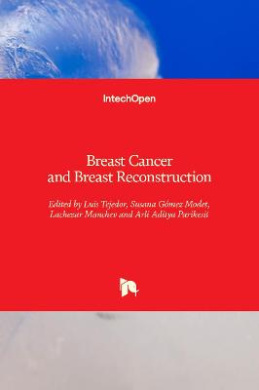 IntechOpen
Breast Cancer
and Breast Reconstruction
Edited by Luis Tejedor, Susana Gómez Modet,
Lachezar Manchev and Arli Aditya Parikesit